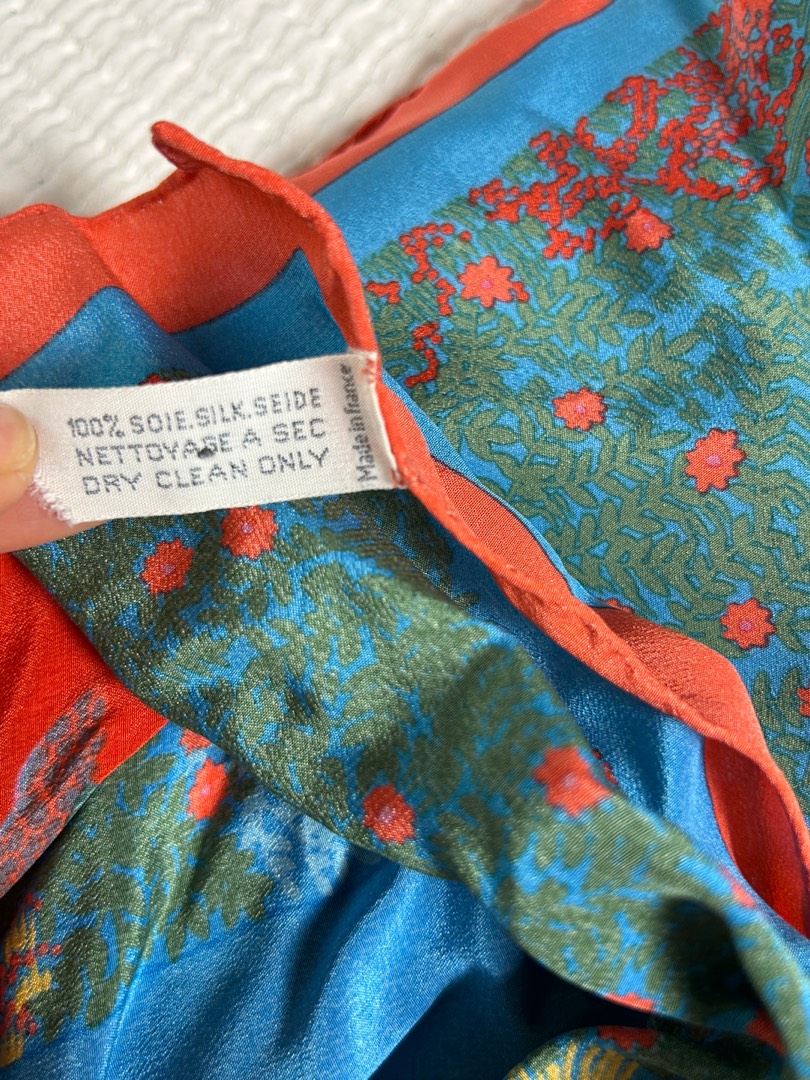 100% SOIE.SILK.SEIDE
NETTOYAGE A SEC
DRY CLEAN ONLY
Made in france